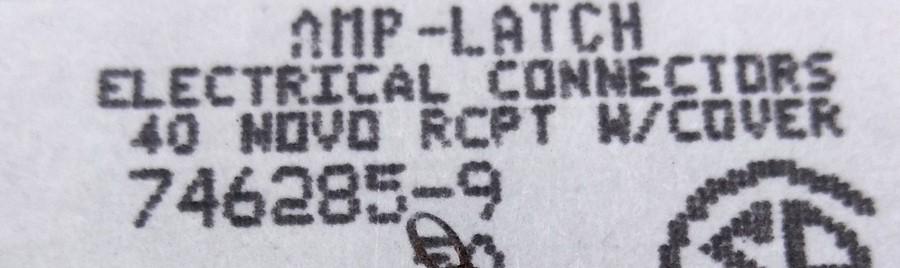 AMP-LATCH
ELECTRICAL CONNECTORS
40 NOVO RCPT W/COVER
746285-9